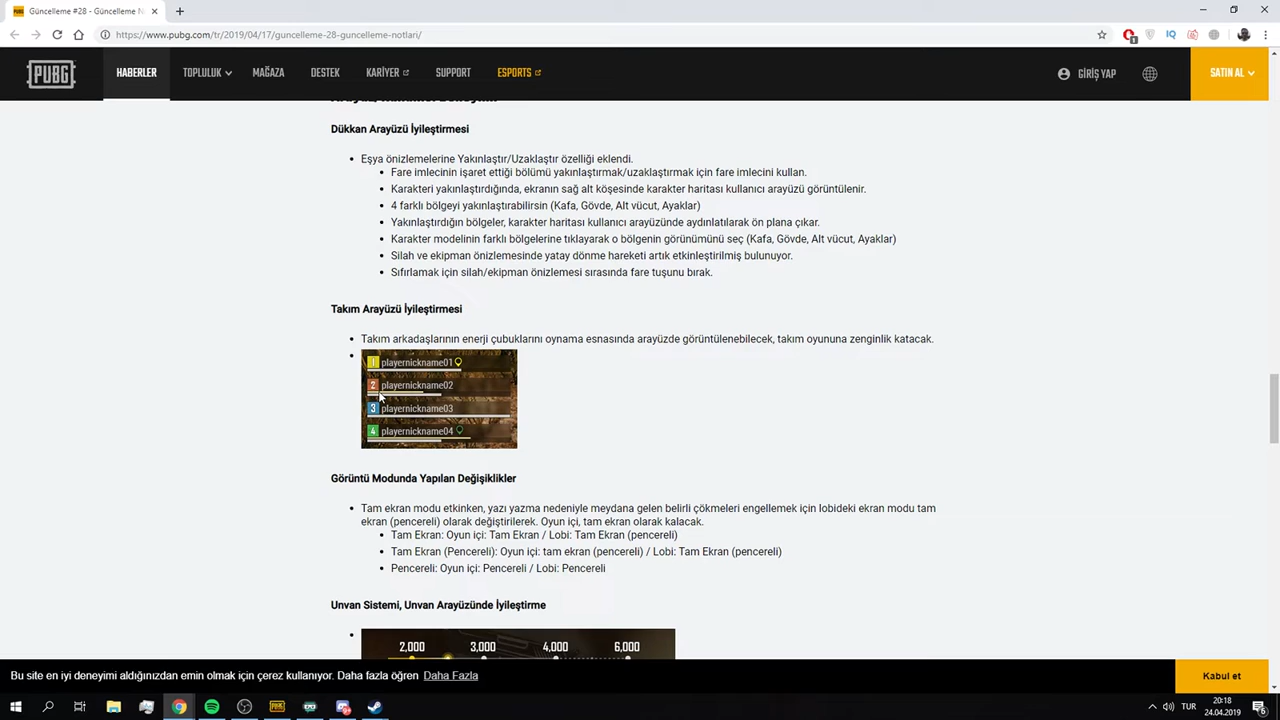 Güncelleme #28 - Güncelleme N
https://www.pubg.com/tr/2019/04/17/guncelleme-28-guncelleme-notlari/
1
IQ
PUBG
HABERLER
TOPLULUK
MAĞAZA
DESTEK
KARİYER
SUPPORT
ESPORTS
GİRİŞ YAP
SATIN AL
Dükkan Arayüzü İyileştirmesi
Eşya önizlemelerine Yakınlaştır/Uzaklaştır özelliği eklendi.
Fare imlecinin işaret ettiği bölümü yakınlaştırmak/uzaklaştırmak için fare imlecini kullan.
Karakteri yakınlaştırdığında, ekranın sağ alt köşesinde karakter haritası kullanıcı arayüzü görüntülenir.
4 farklı bölgeyi yakınlaştırabilirsin (Kafa, Gövde, Alt vücut, Ayaklar)
Yakınlaştırdığın bölgeler, karakter haritası kullanıcı arayüzünde aydınlatılarak ön plana çıkar.
Karakter modelinin farklı bölgelerine tıklayarak o bölgenin görünümünü seç (Kafa, Gövde, Alt vücut, Ayaklar)
Silah ve ekipman önizlemesinde yatay dönme hareketi artık etkinleştirilmiş bulunuyor.
Sıfırlamak için silah/ekipman önizlemesi sırasında fare tuşunu bırak.
Takım Arayüzü İyileştirmesi
Takım arkadaşlarının enerji çubuklarını oynama esnasında arayüzde görüntülenebilecek, takım oyununa zenginlik katacak.
1 playernickname01
2 playernickname02
3 playernickname03
4 playernickname04
Görüntü Modunda Yapılan Değişiklikler
Tam ekran modu etkinken, yazı yazma nedeniyle meydana gelen belirli çökmeleri engellemek için lobideki ekran modu tam
ekran (pencereli) olarak değiştirilerek. Oyun içi, tam ekran olarak kalacak.
Tam Ekran: Oyun içi: Tam Ekran / Lobi: Tam Ekran (pencereli)
Tam Ekran (Pencereli): Oyun içi: tam ekran (pencereli) / Lobi: Tam Ekran (pencereli)
Pencereli: Oyun içi: Pencereli / Lobi: Pencereli
Unvan Sistemi, Unvan Arayüzünde İyileştirme
2,000 3,000 4,000 6,000
Bu site en iyi deneyimi aldığınızdan emin olmak için çerez kullanıyor. Daha fazla öğren Daha Fazla
Kabul et
TUR
20:18
24.04.2019
6